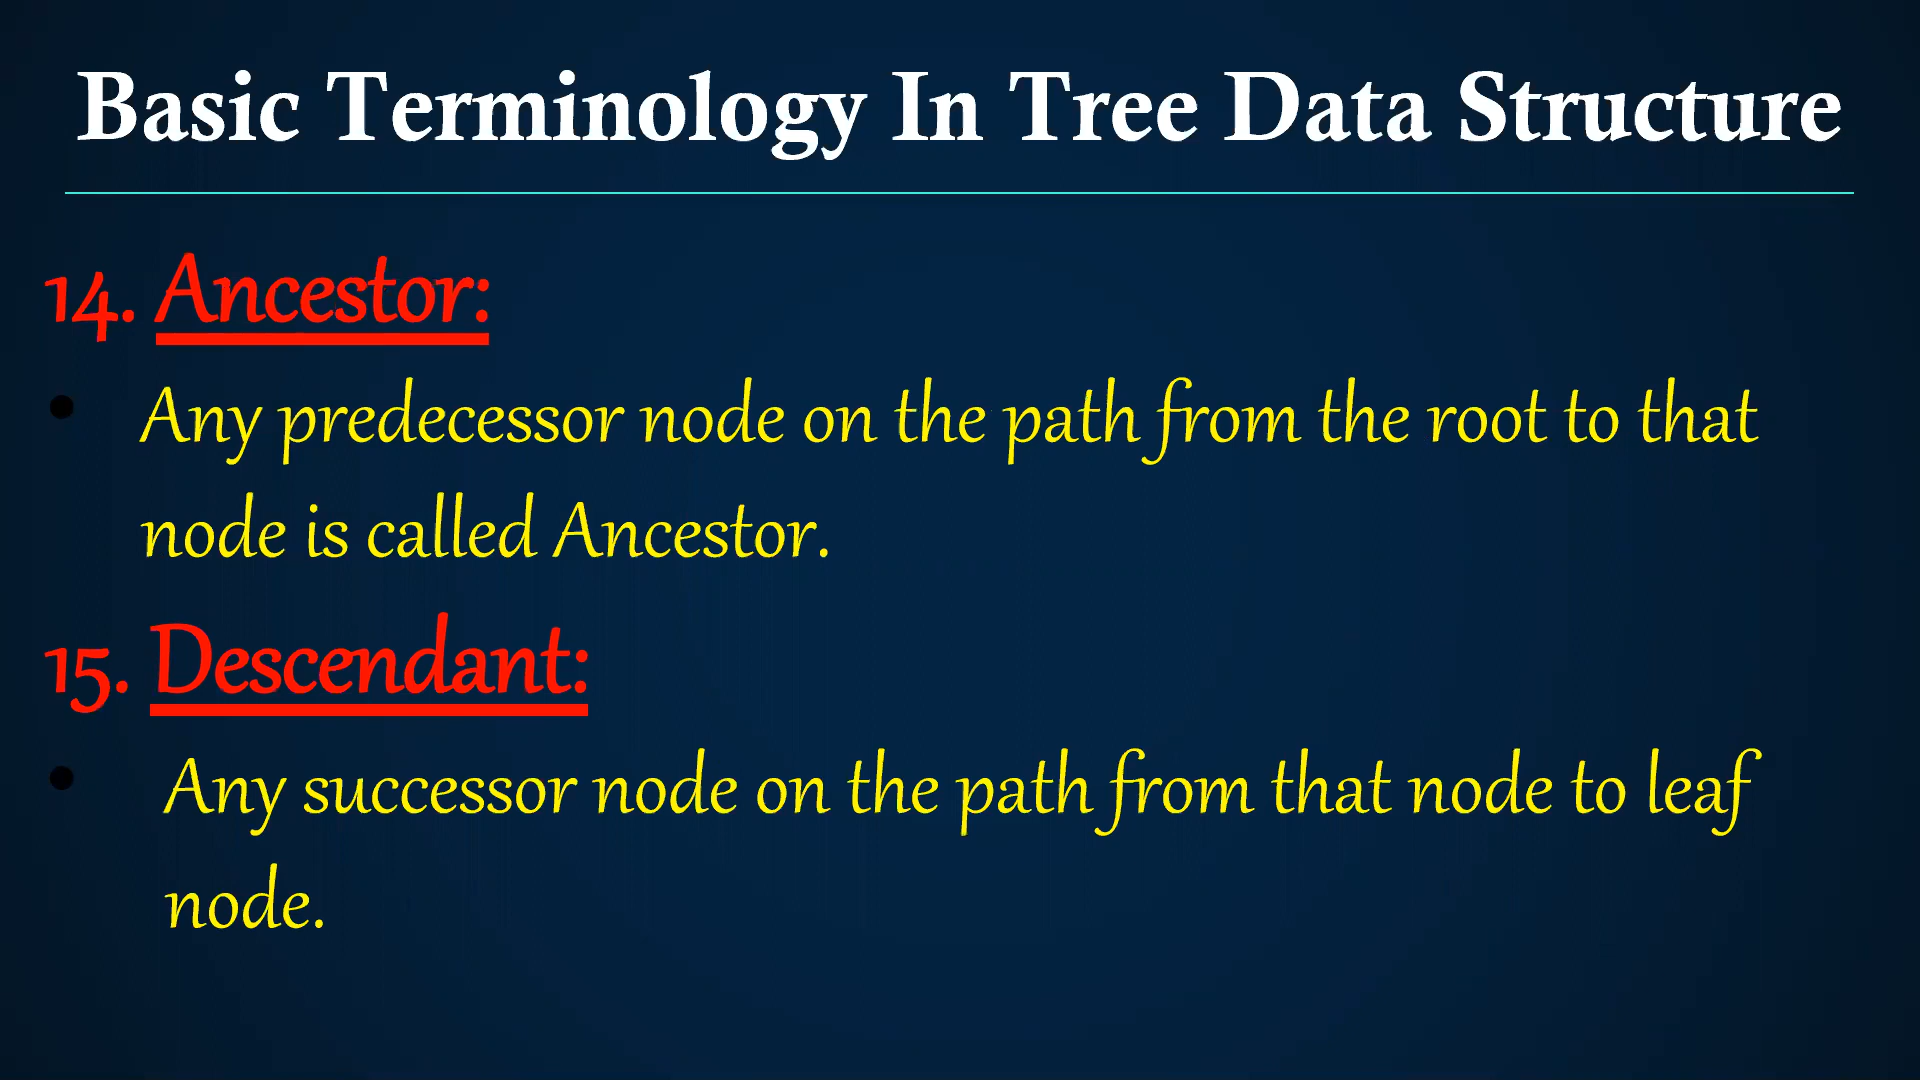 Basic Terminology In Tree Data Structure
14. Ancestor:
• Any predecessor node on the path from the root to that
node is called Ancestor.
15. Descendant:
• Any successor node on the path from that node to leaf
node.